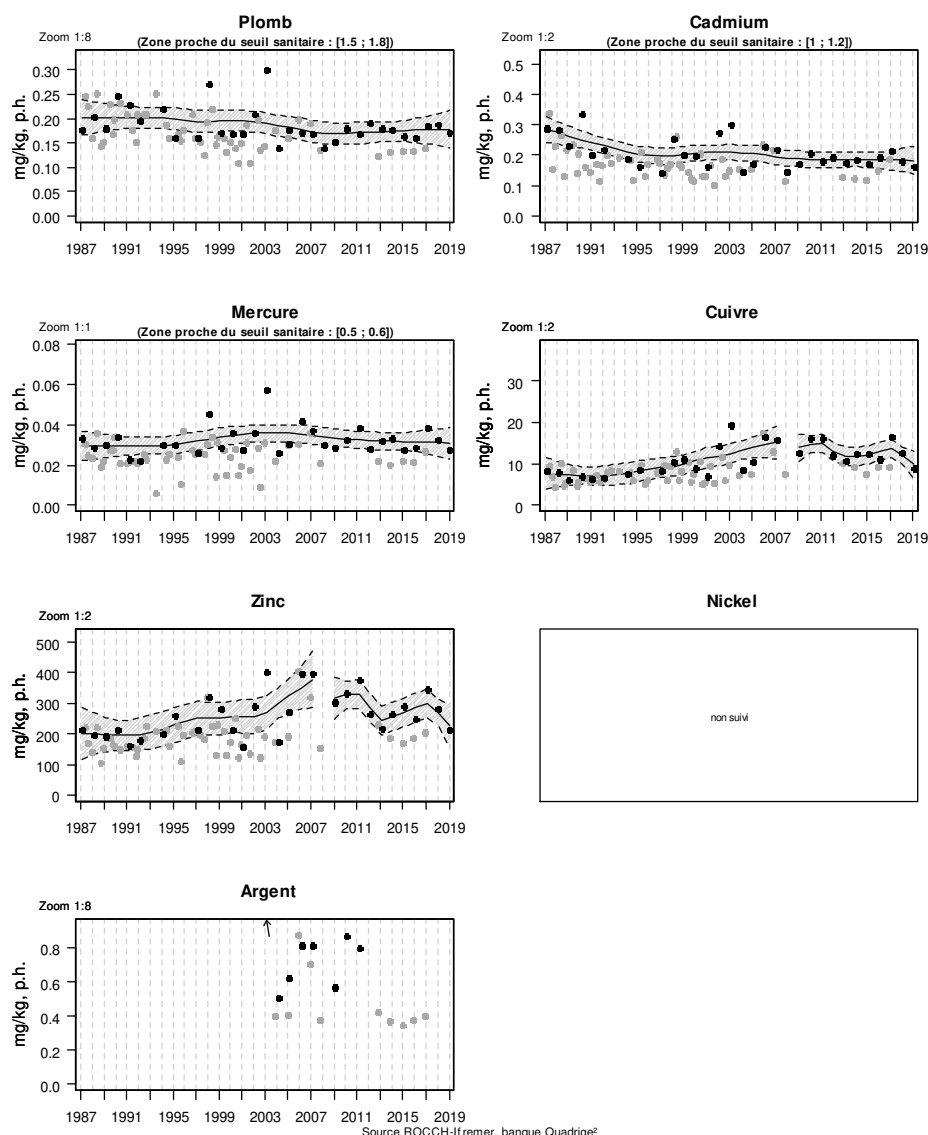 Plomb
Zoom 1:8
(Zone proche du seuil sanitaire : [1.5 ; 1.8])
mg/kg, p.h.
0.30
0.25
0.20
0.15
0.10
0.05
0.00
1987 1991 1995 1999 2003 2007 2011 2015 2019
Cadmium
Zoom 1:2
(Zone proche du seuil sanitaire : [1 ; 1.2])
mg/kg, p.h.
0.5
0.4
0.3
0.2
0.1
0.0
1987 1991 1995 1999 2003 2007 2011 2015 2019
Mercure
Zoom 1:1
(Zone proche du seuil sanitaire : [0.5 ; 0.6])
mg/kg, p.h.
0.08
0.06
0.04
0.02
0.00
1987 1991 1995 1999 2003 2007 2011 2015 2019
Cuivre
Zoom 1:2
mg/kg, p.h.
30
20
10
0
1987 1991 1995 1999 2003 2007 2011 2015 2019
Zinc
Zoom 1:2
mg/kg, p.h.
500
400
300
200
100
0
1987 1991 1995 1999 2003 2007 2011 2015 2019
Nickel
non suivi
Argent
Zoom 1:8
mg/kg, p.h.
0.8
0.6
0.4
0.2
0.0
1987 1991 1995 1999 2003 2007 2011 2015 2019
Source ROCCH-Ifremer, banque Quadrige²